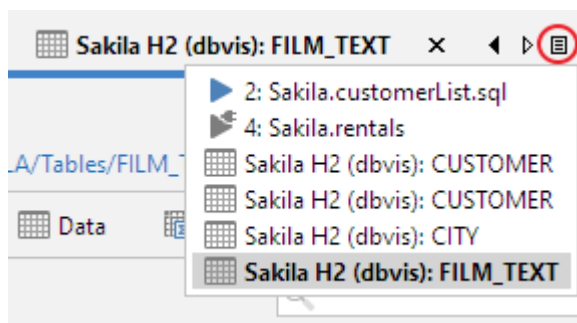 Sakila H2 (dbvis): FILM_TEXT
2: Sakila.customerList.sql
4: Sakila.rentals
LA/Tables/FILM_
Sakila H2 (dbvis): CUSTOMER
Sakila H2 (dbvis): CUSTOMER
Data
Sakila H2 (dbvis): CITY
Sakila H2 (dbvis): FILM_TEXT